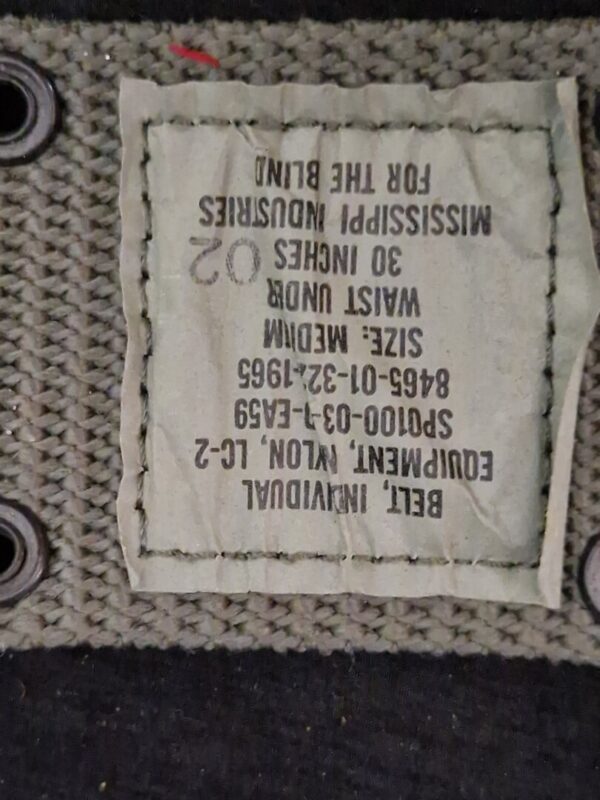 BELT, INDIVIDUAL
EQUIPMENT, NYLON, LC-2
8465-01-322-1965
SIZE: MEDIUM
WAIST UNDER
30 INCHES 02
MISSISSIPPI INDUSTRIES
FOR THE BLIND